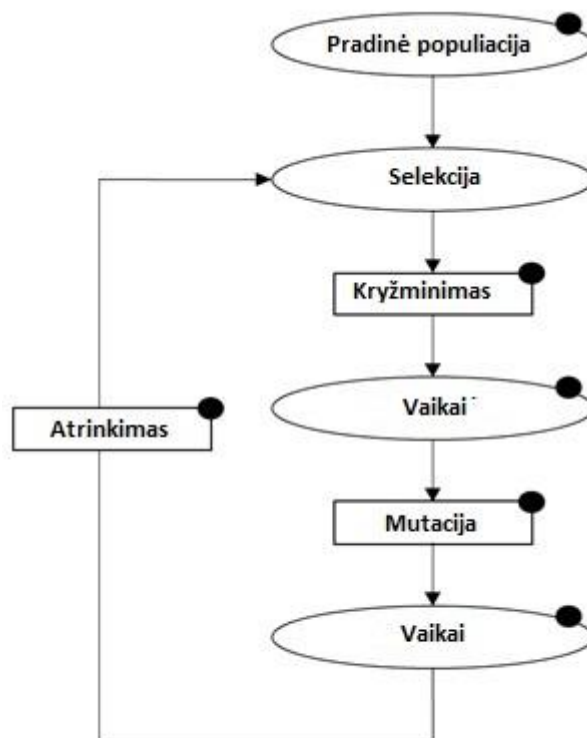 Pradinė populiacija
Selekcija
Kryžminimas
Vaikai
Atrinkimas
Mutacija
Vaikai